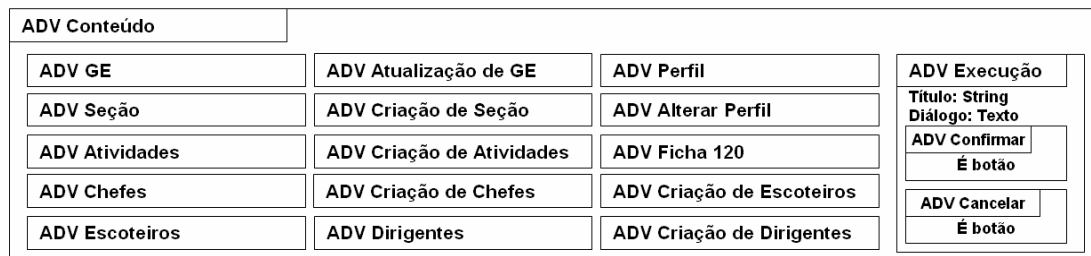 ADV Conteúdo
ADV GE
ADV Atualização de GE
ADV Perfil
ADV Execução
Título: String
Diálogo: Texto
ADV Seção
ADV Criação de Seção
ADV Alterar Perfil
ADV Confirmar
É botão
ADV Atividades
ADV Criação de Atividades
ADV Ficha 120
ADV Chefes
ADV Criação de Chefes
ADV Criação de Escoteiros
ADV Cancelar
É botão
ADV Escoteiros
ADV Dirigentes
ADV Criação de Dirigentes